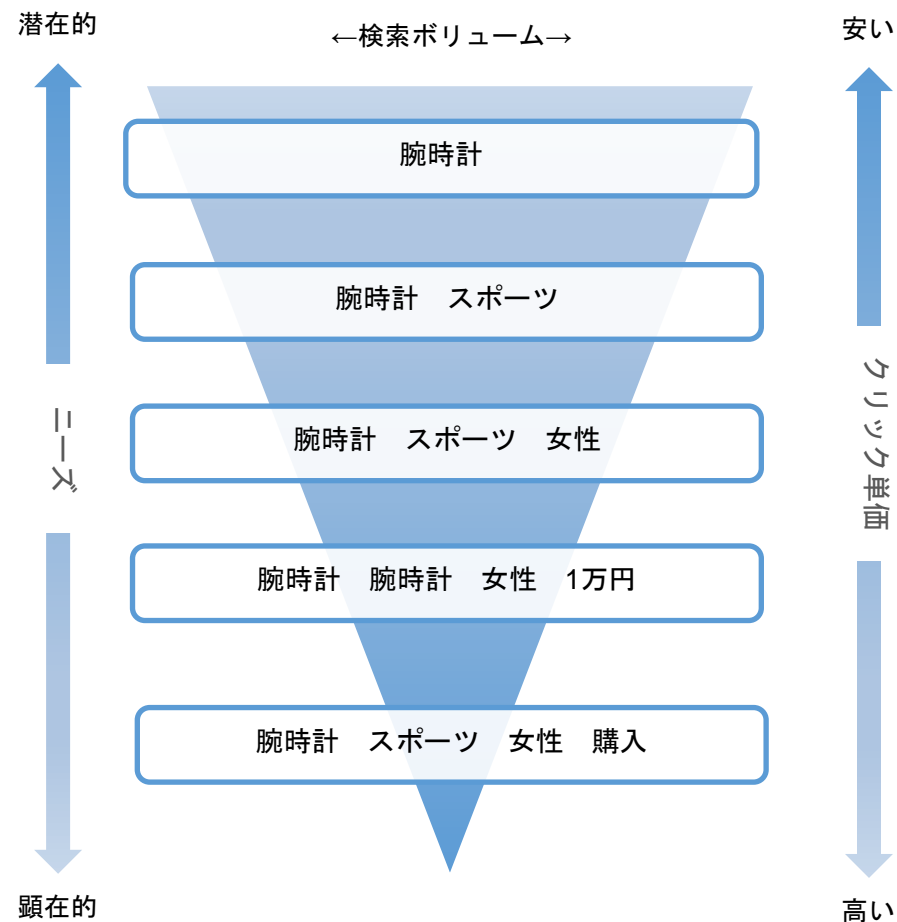 潜在的
←検索ボリューム→
安い
腕時計
腕時計　スポーツ
腕時計　スポーツ　女性
腕時計　腕時計　女性　1万円
腕時計　スポーツ　女性　購入
ニーズ
クリック単価
顕在的
高い